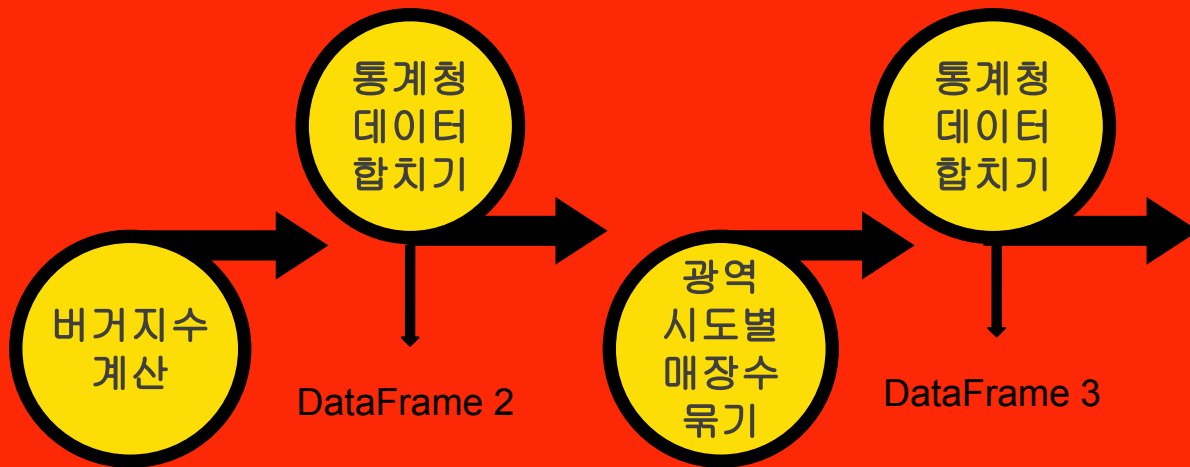 버거지수
계산
통계청
데이터
합치기
DataFrame 2
광역
시도별
매장수
묶기
통계청
데이터
합치기
DataFrame 3